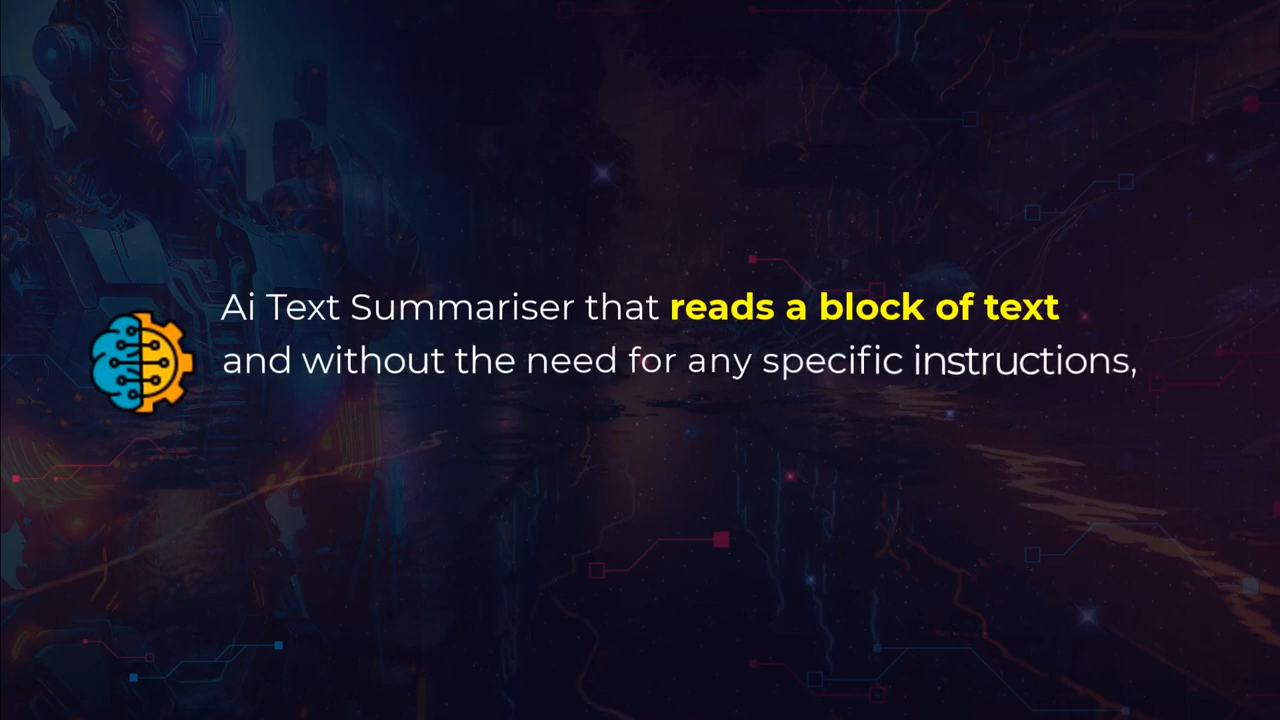 Ai Text Summariser that reads a block of text
and without the need for any specific instructions,